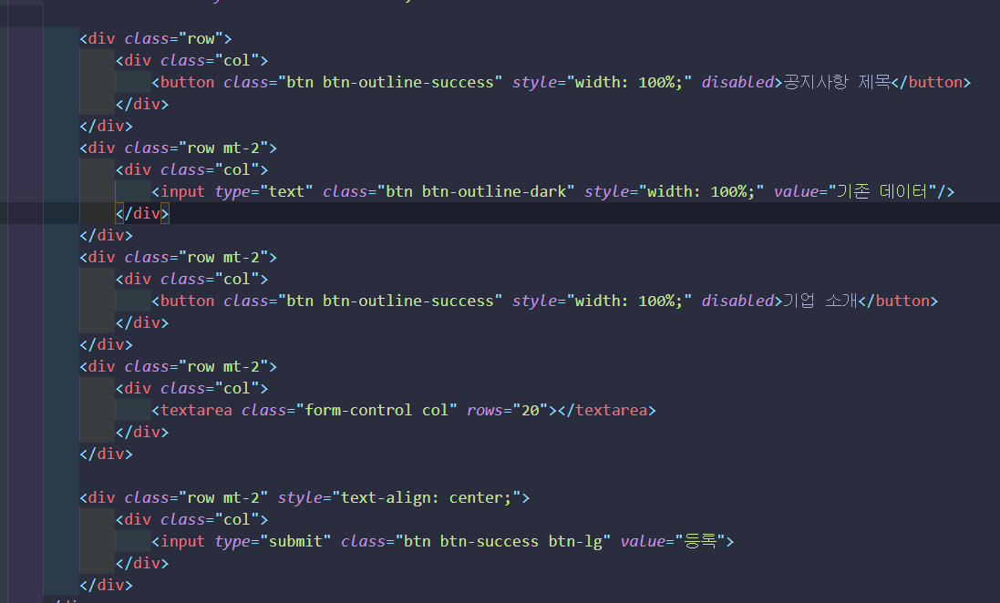 <div class="row">
<div class="col">
<button class="btn btn-outline-success" style="width: 100%;" disabled>공지사항 제목</button>
</div>
</div>
<div class="row mt-2">
<div class="col">
<input type="text" class="btn btn-outline-dark" style="width: 100%;" value="기존 데이터"/>
</div>
</div>
<div class="row mt-2">
<div class="col">
<button class="btn btn-outline-success" style="width: 100%;" disabled>기업 소개</button>
</div>
</div>
<div class="row mt-2">
<div class="col">
<textarea class="form-control col" rows="20"></textarea>
</div>
</div>
<div class="row mt-2" style="text-align: center;">
<div class="col">
<input type="submit" class="btn btn-success btn-lg" value="등록">
</div>
</div>